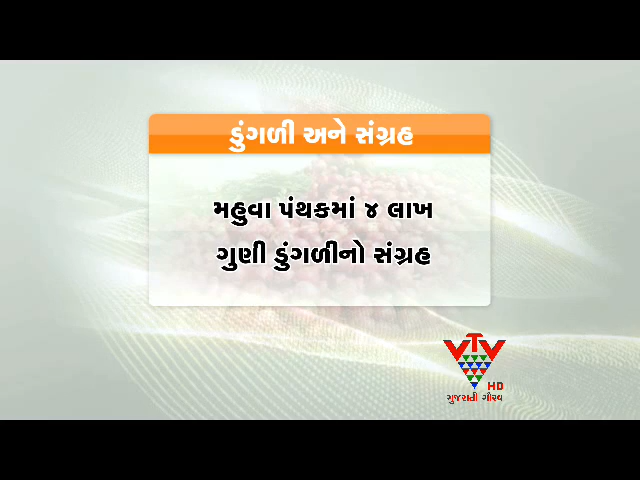 ડુંગળી અને સંગ્રહ
મહુવા પંથકમાં ૪ લાખ
ગુણી ડુંગળીનો સંગ્રહ
VTV
HD
ગુજરાતી ગૌરવ